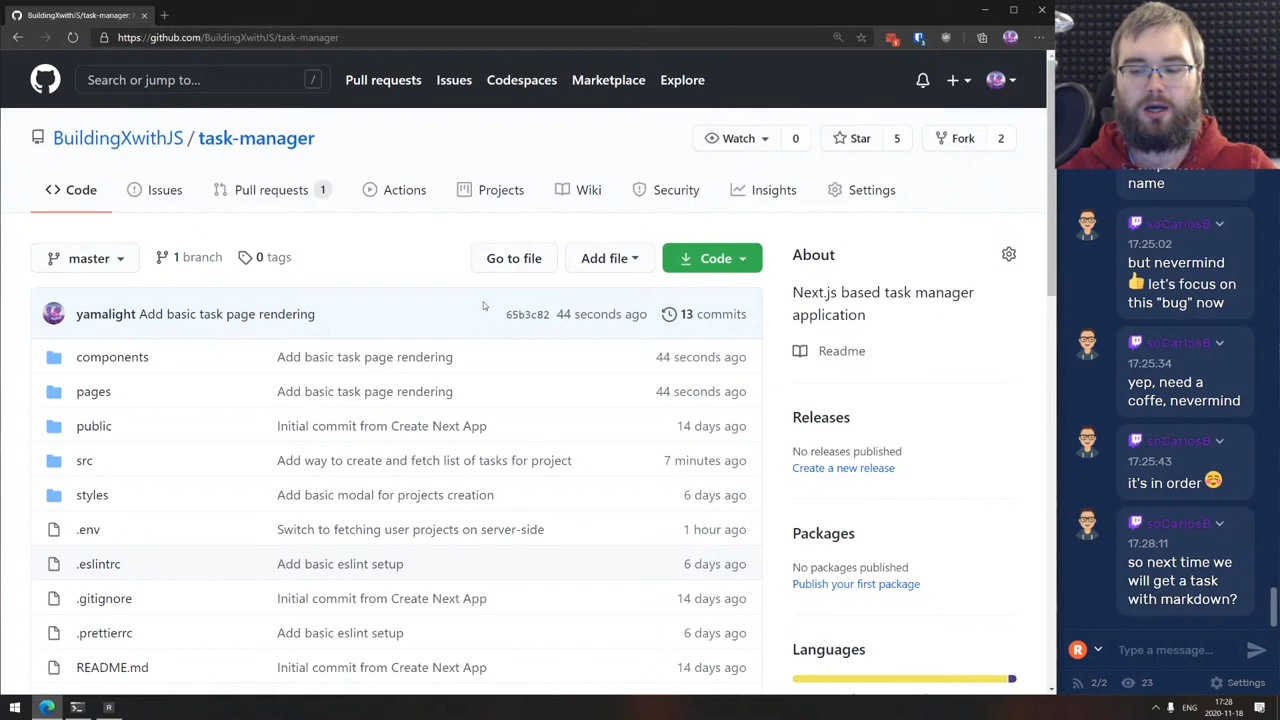 BuildingXwithJS/task-manager:
https://github.com/BuildingXwithJS/task-manager
Search or jump to...
/
Pull requests
Issues
Codespaces
Marketplace
Explore
BuildingXwithJS / task-manager
Watch
0
Star
5
Fork
2
Code
Issues
Pull requests
1
Actions
Projects
Wiki
Security
Insights
Settings
master
1 branch
0 tags
Go to file
Add file
Code
yamalight Add basic task page rendering
65b3c82 44 seconds ago
13 commits
components
Add basic task page rendering
44 seconds ago
pages
Add basic task page rendering
44 seconds ago
public
Initial commit from Create Next App
14 days ago
src
Add way to create and fetch list of tasks for project
7 minutes ago
styles
Add basic modal for projects creation
6 days ago
.env
Switch to fetching user projects on server-side
1 hour ago
.eslintrc
Add basic eslint setup
6 days ago
.gitignore
Initial commit from Create Next App
14 days ago
.prettierrc
Add basic eslint setup
6 days ago
README.md
Initial commit from Create Next App
14 days ago
About
Next.js based task manager
application
Readme
Releases
No releases published
Create a new release
Packages
No packages published
Publish your first package
Languages
name
soCarlosB
17:25:02
but nevermind
👍 let's focus on
this "bug" now
soCarlosB
17:25:34
yep, need a
coffe, nevermind
soCarlosB
17:25:43
it's in order ☺️
soCarlosB
17:28:11
so next time we
will get a task
with markdown?
R
Type a message...
2/2
23
Settings
ENG
17:28
2020-11-18